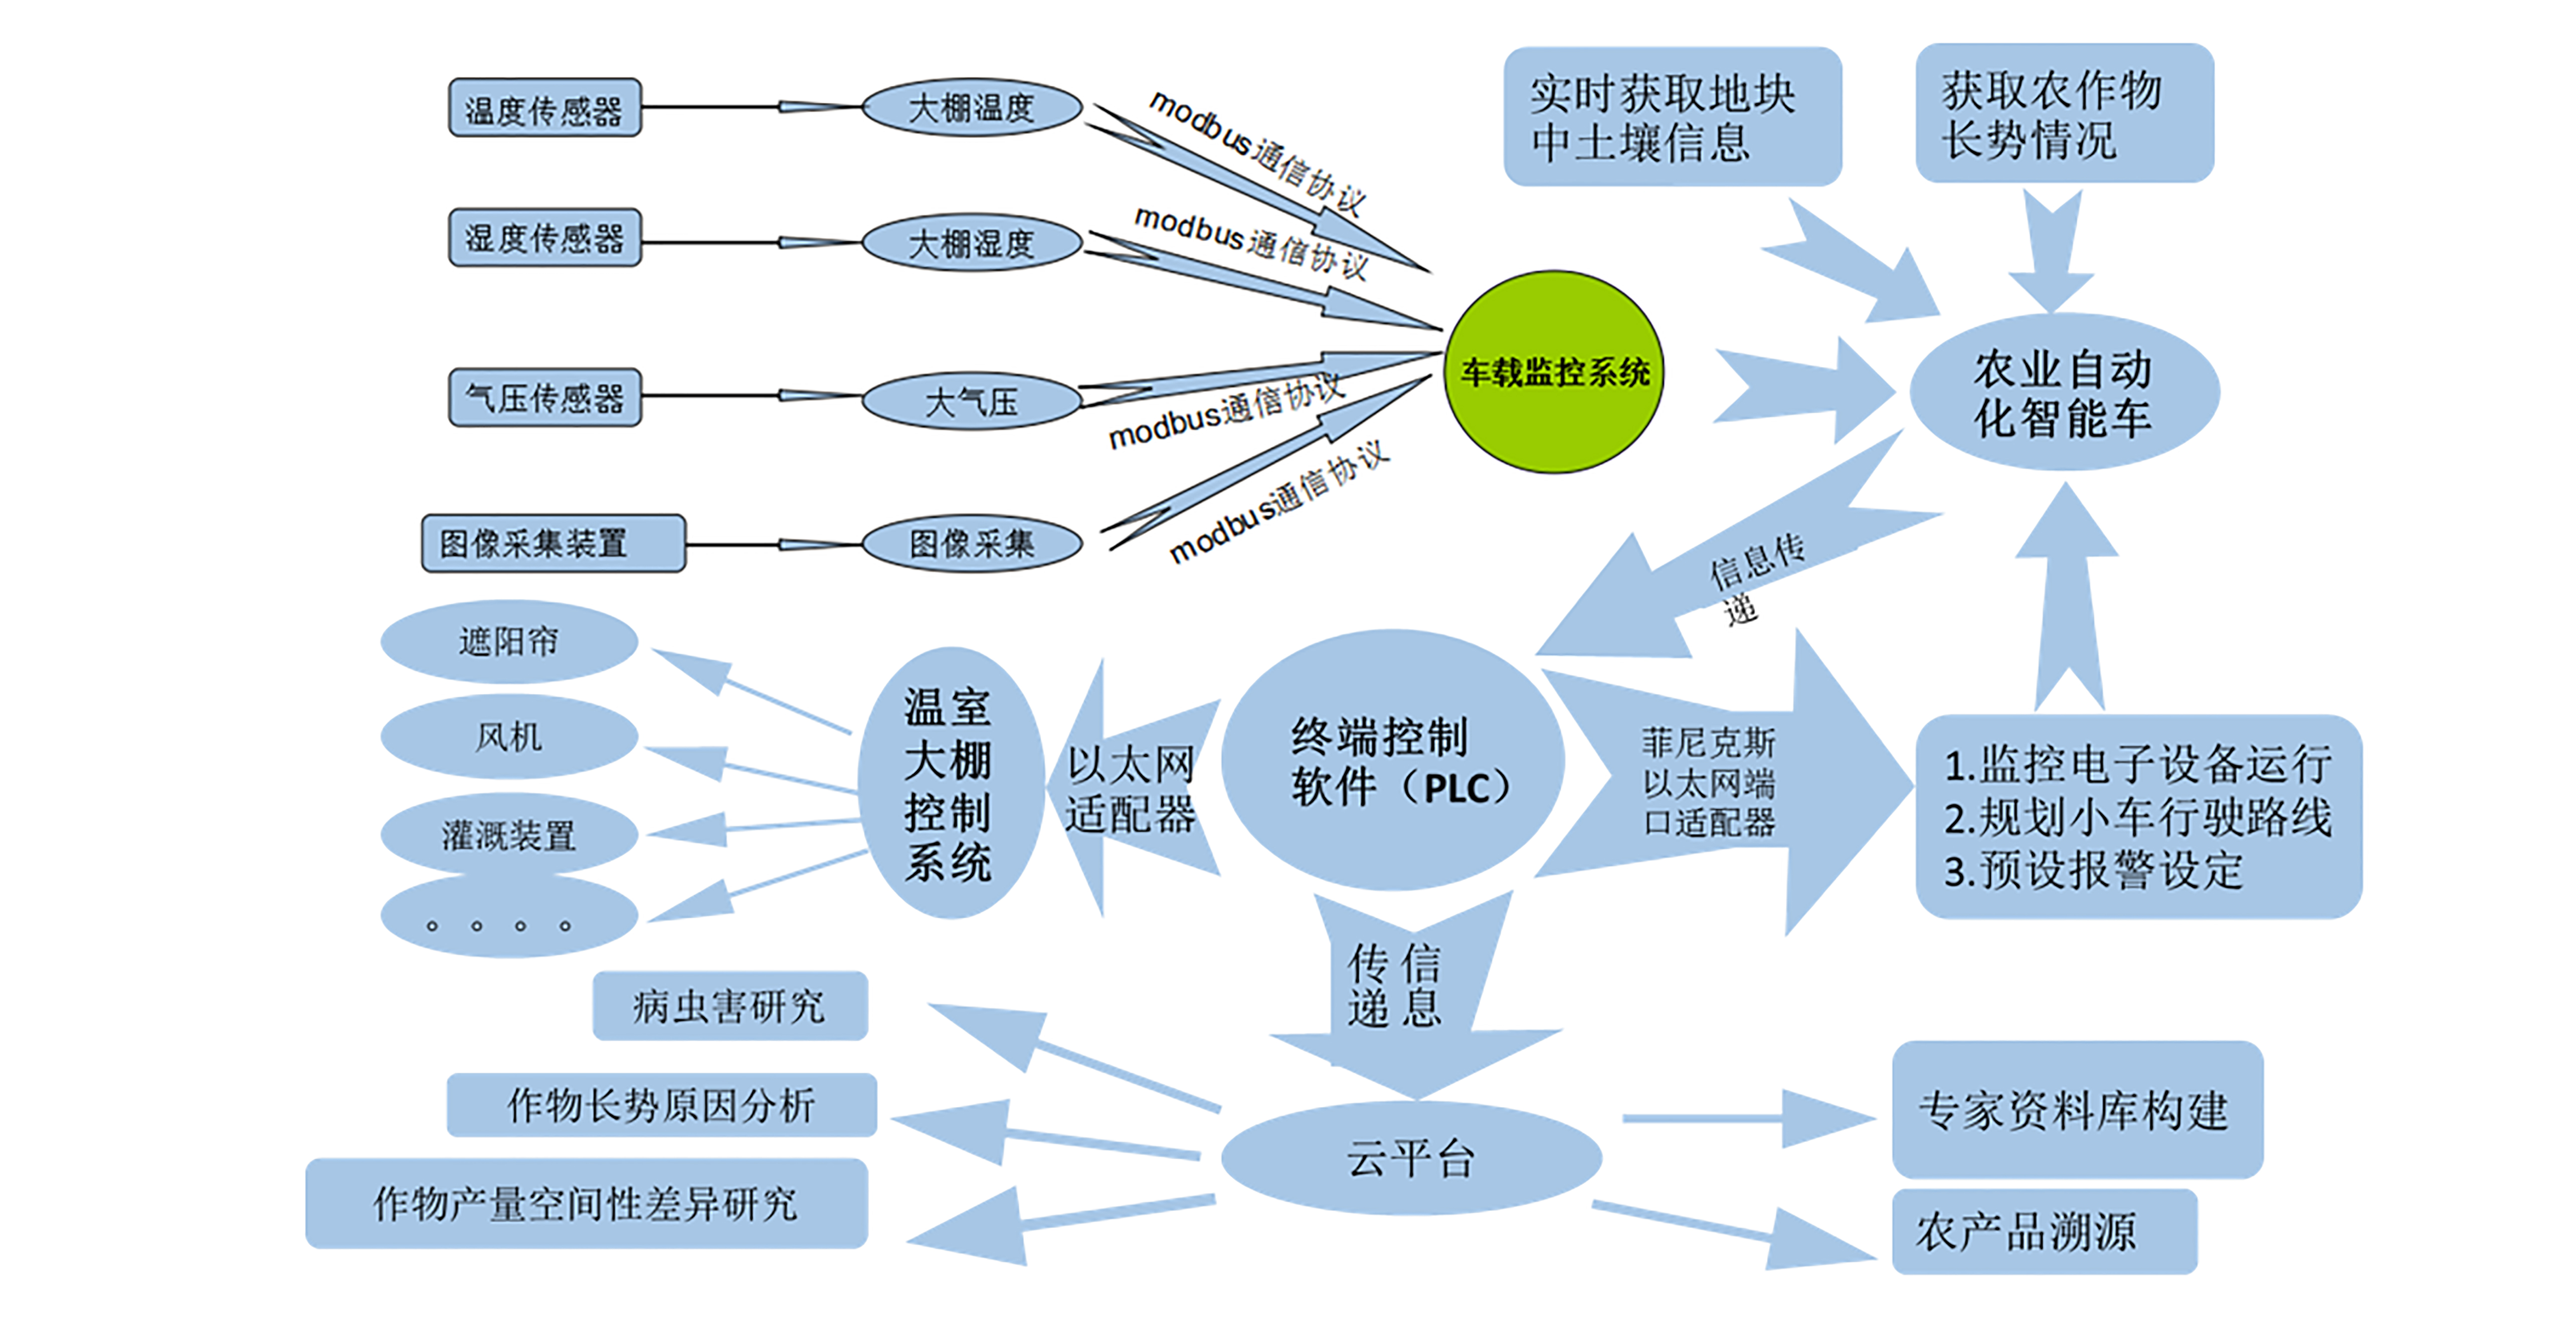 温度传感器
大棚温度
modbus通信协议
湿度传感器
大棚湿度
modbus通信协议
气压传感器
大气压
modbus通信协议
图像采集装置
图像采集
modbus通信协议
车载监控系统
实时获取地块
中土壤信息
获取农作物
长势情况
农业自动
化智能车
信息传
递
遮阳帘
风机
灌溉装置
。。。。
温室
大棚
控制
系统
以太网
适配器
终端控制
软件（PLC）
菲尼克斯
以太网端
口适配器
1.监控电子设备运行
2.规划小车行驶路线
3.预设报警设定
传 信
递 息
病虫害研究
作物长势原因分析
作物产量空间性差异研究
云平台
专家资料库构建
农产品溯源